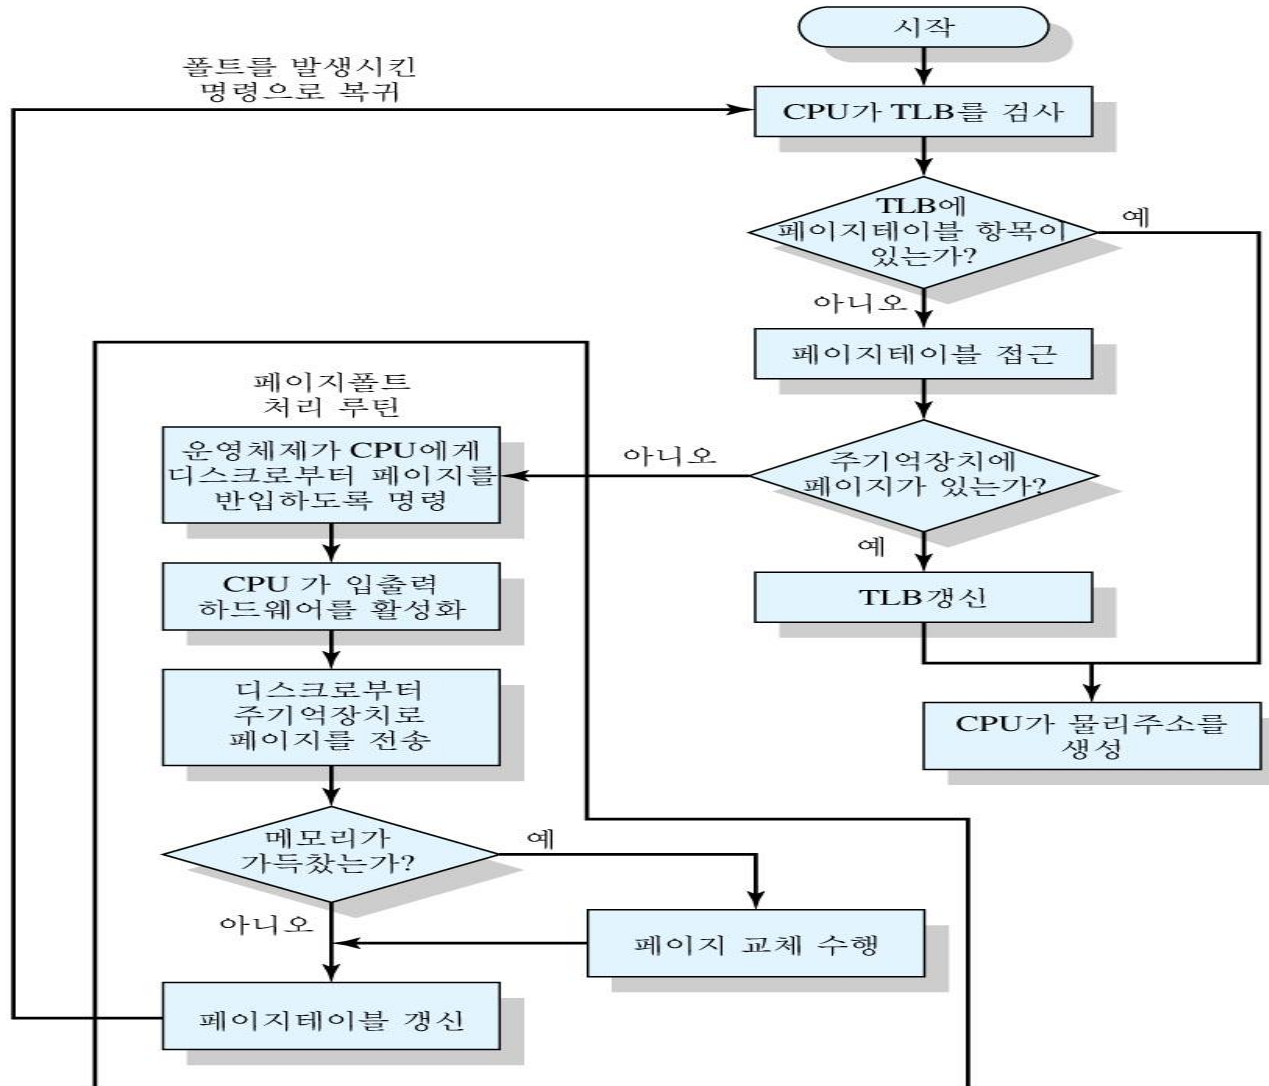 시작
폴트를 발생시킨
명령으로 복귀
CPU가 TLB를 검사
TLB에
페이지테이블 항목이
있는가?
예
아니오
페이지테이블 접근
페이지폴트
처리 루틴
운영체제가 CPU에게
디스크로부터 페이지를
반입하도록 명령
아니오
주기억장치에
페이지가 있는가?
예
CPU 가 입출력
하드웨어를 활성화
TLB갱신
디스크로부터
주기억장치로
페이지를 전송
CPU가 물리주소를
생성
메모리가
가득찼는가?
예
아니오
페이지 교체 수행
페이지테이블 갱신